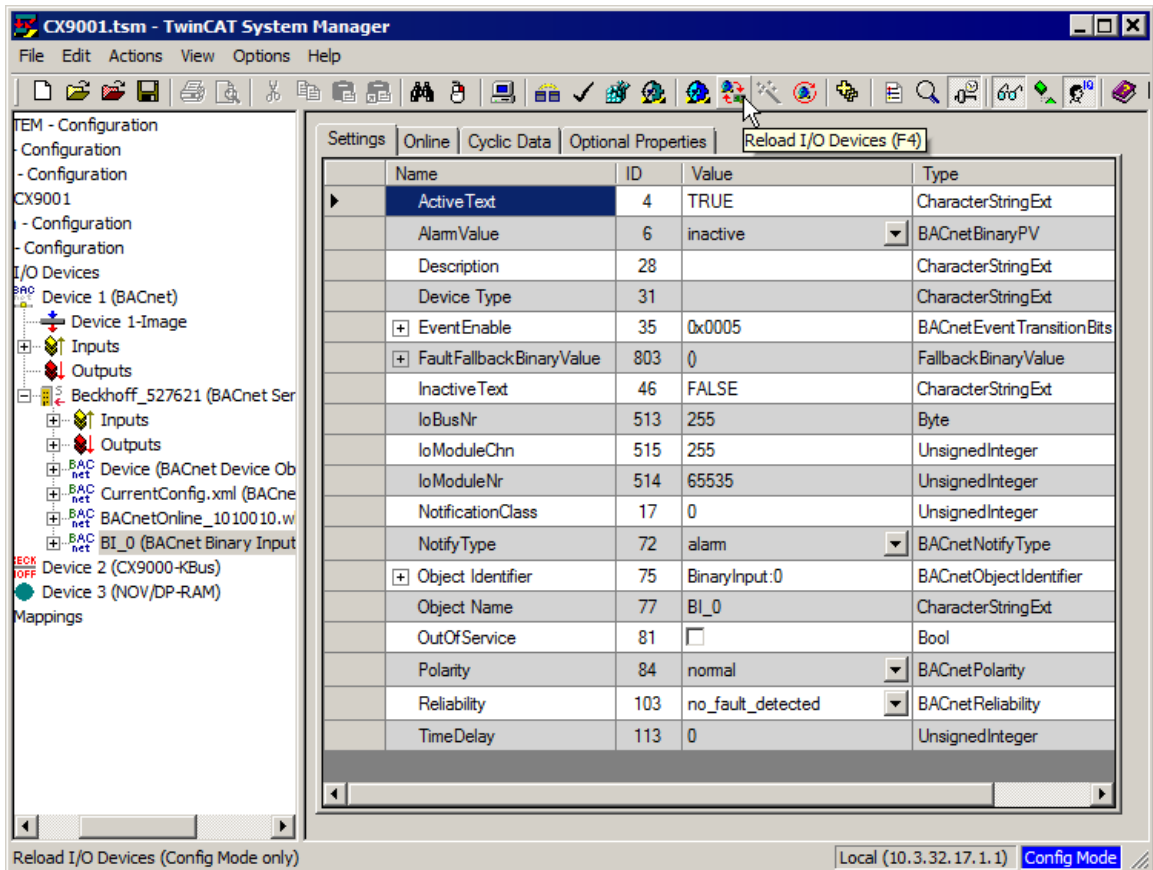 CX9001.tsm - TwinCAT System Manager
File Edit Actions View Options Help
Reload I/O Devices (F4)
TEM - Configuration
Configuration
- Configuration
CX9001
- Configuration
- Configuration
I/O Devices
Device 1 (BACnet)
Device 1-Image
Inputs
Outputs
Beckhoff_527621 (BACnet Ser
Inputs
Outputs
BAC net Device (BACnet Device Ob
BAC net CurrentConfig.xml (BACne
BAC net BACnetOnline_1010010.w
BAC net BI_0 (BACnet Binary Input
Device 2 (CX9000-KBus)
Device 3 (NOV/DP-RAM)
Mappings
Settings Online Cyclic Data Optional Properties
Name ID Value Type
ActiveText 4 TRUE CharacterStringExt
AlarmValue 6 inactive BACnetBinaryPV
Description 28 CharacterStringExt
Device Type 31 CharacterStringExt
EventEnable 35 0x0005 BACnetEventTransitionBits
FaultFallbackBinaryValue 803 () FallbackBinaryValue
InactiveText 46 FALSE CharacterStringExt
IoBusNr 513 255 Byte
IoModuleChn 515 255 UnsignedInteger
IoModuleNr 514 65535 UnsignedInteger
NotificationClass 17 0 UnsignedInteger
NotifyType 72 alarm BACnetNotifyType
Object Identifier 75 BinaryInput:0 BACnetObjectIdentifier
Object Name 77 BI_0 CharacterStringExt
OutOfService 81 Bool
Polarity 84 normal BACnetPolarity
Reliability 103 no_fault_detected BACnetReliability
TimeDelay 113 0 UnsignedInteger
Reload I/O Devices (Config Mode only)
Local (10.3.32.17.1.1) Config Mode